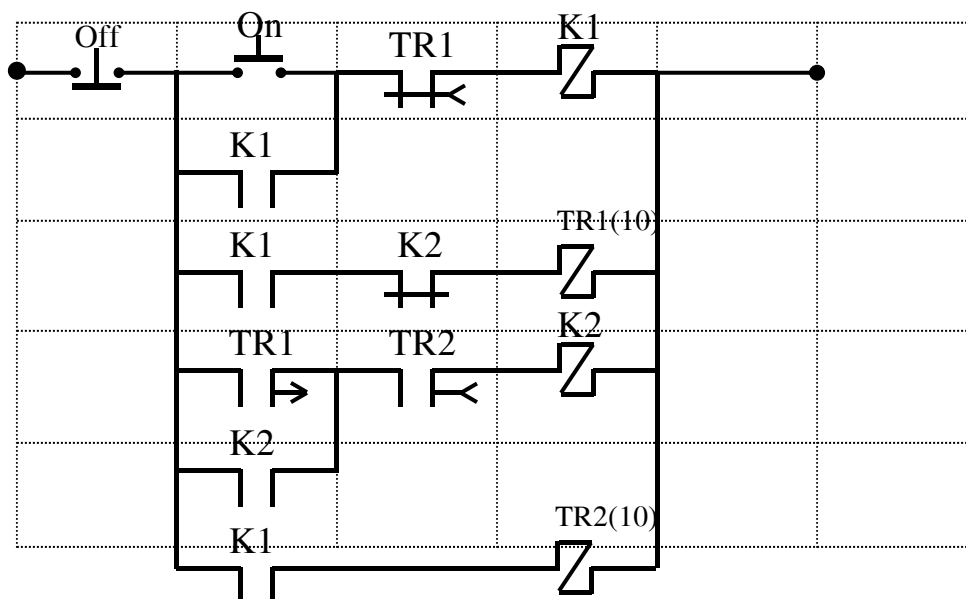 Off
On
TR1
K1
K1
K1
K2
TR1(10)
TR1
TR2
K2
K2
K1
TR2(10)